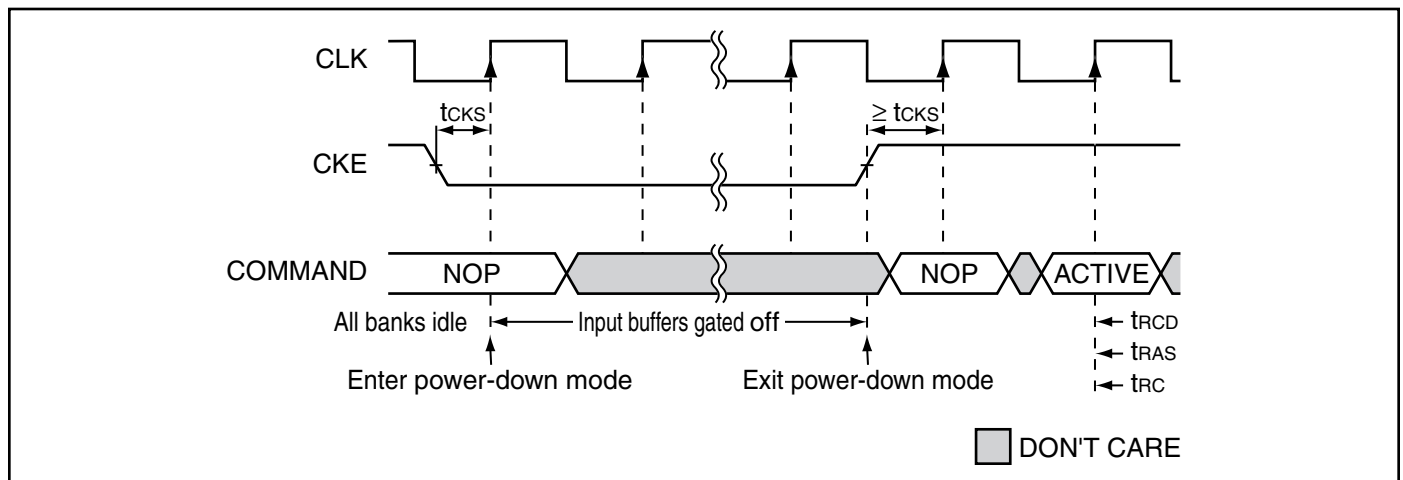 CLK
tCKS
≥ tCKS
CKE
COMMAND
NOP
NOP
ACTIVE
All banks idle
Input buffers gated off
tRCD
tRAS
tRC
Enter power-down mode
Exit power-down mode
DON'T CARE